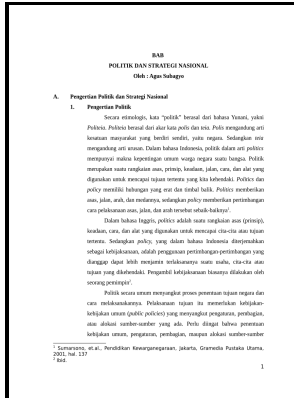 BAB
POLITIK DAN STRATEGI NASIONAL
Oleh : Agus Subagyo
A. Pengertian Politik dan Strategi Nasional
1. Pengertian Politik
Secara etimologis, kata "politik" berasal dari bahasa Yunani, yakni
Politeia. Politeia berasal dari akar kata polis dan teia. Polis mengandung arti
kesatuan masyarakat yang berdiri sendiri, yaitu negara. Sedangkan teia
mengandung arti urusan. Dalam bahasa Indonesia, politik dalam arti politics
mempunyai makna kepentingan umum warga negara suatu bangsa. Politik
merupakan suatu rangkaian asas, prinsip, keadaan, jalan, cara, dan alat yang
digunakan untuk mencapai tujuan tertentu yang kita kehendaki. Politics dan
policy memiliki hubungan yang erat dan timbal balik. Politics memberikan
asas, jalan, arah, dan medannya, sedangkan policy memberikan pertimbangan
cara pelaksanaan asas, jalan, dan arah tersebut sebaik-baiknya1.
Dalam bahasa Inggris, politics adalah suatu rangkaian asas (prinsip),
keadaan, cara, dan alat yang digunakan untuk mencapai cita-cita atau tujuan
tertentu. Sedangkan policy, yang dalam bahasa Indonesia diterjemahkan
sebagai kebijaksanaan, adalah penggunaan pertimbangan-pertimbangan yang
dianggap dapat lebih menjamin terlaksananya suatu usaha, cita-cita atau
tujuan yang dikehendaki. Pengambil kebijaksanaan biasanya dilakukan oleh
seorang pemimpin2.
Politik secara umum menyangkut proses penentuan tujuan negara dan
cara melaksanakannya. Pelaksanaan tujuan itu memerlukan kebijakan-
kebijakan umum (public policies) yang menyangkut pengaturan, pembagian,
atau alokasi sumber-sumber yang ada. Perlu diingat bahwa penentuan
kebijakan umum, pengaturan, pembagian, maupun alokasi sumber-sumber
1 Sumarsono, et.al., Pendidikan Kewarganegaraan, Jakarta, Gramedia Pustaka Utama,
2001, hal. 137
2 Ibid.
1